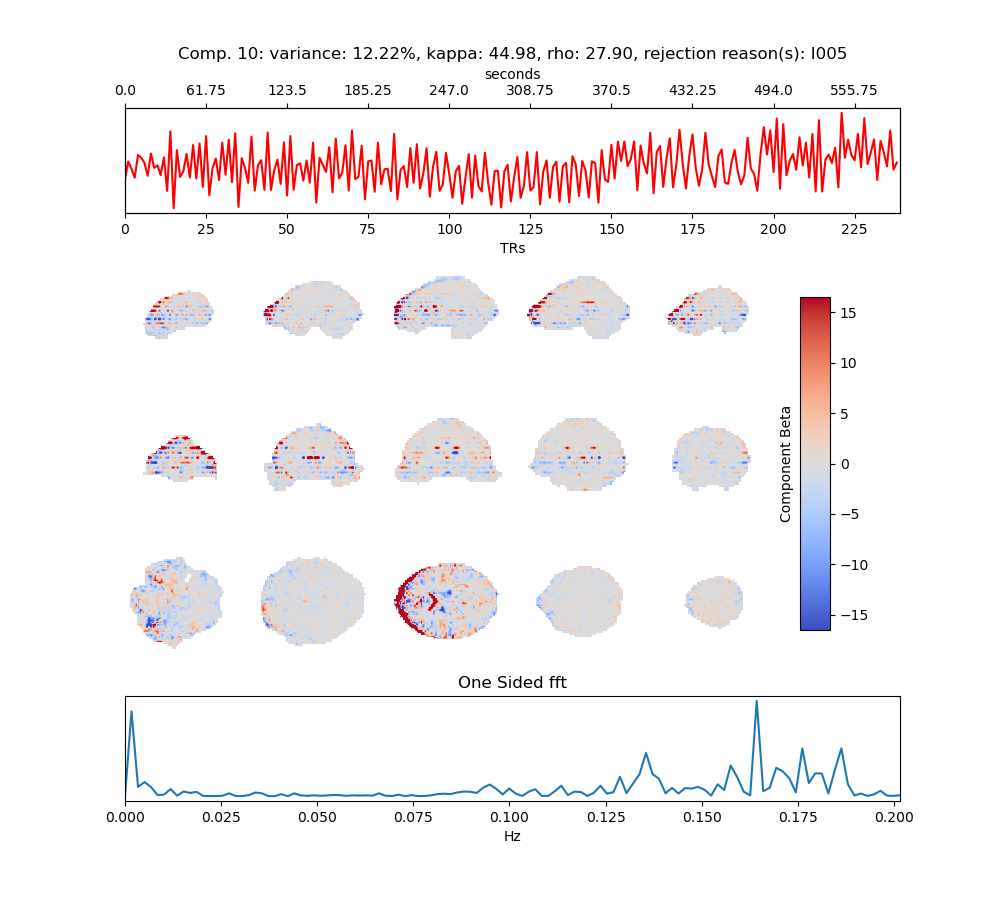 Comp. 10: variance: 12.22%, kappa: 44.98, rho: 27.90, rejection reason(s): I005
seconds
0.0 61.75 123.5 185.25 247.0 308.75 370.5 432.25 494.0 555.75
0 25 50 75 100 125 150 175 200 225
TRs
15
10
5
0
−5
−10
−15
Component Beta
One Sided fft
0.000 0.025 0.050 0.075 0.100 0.125 0.150 0.175 0.200
Hz